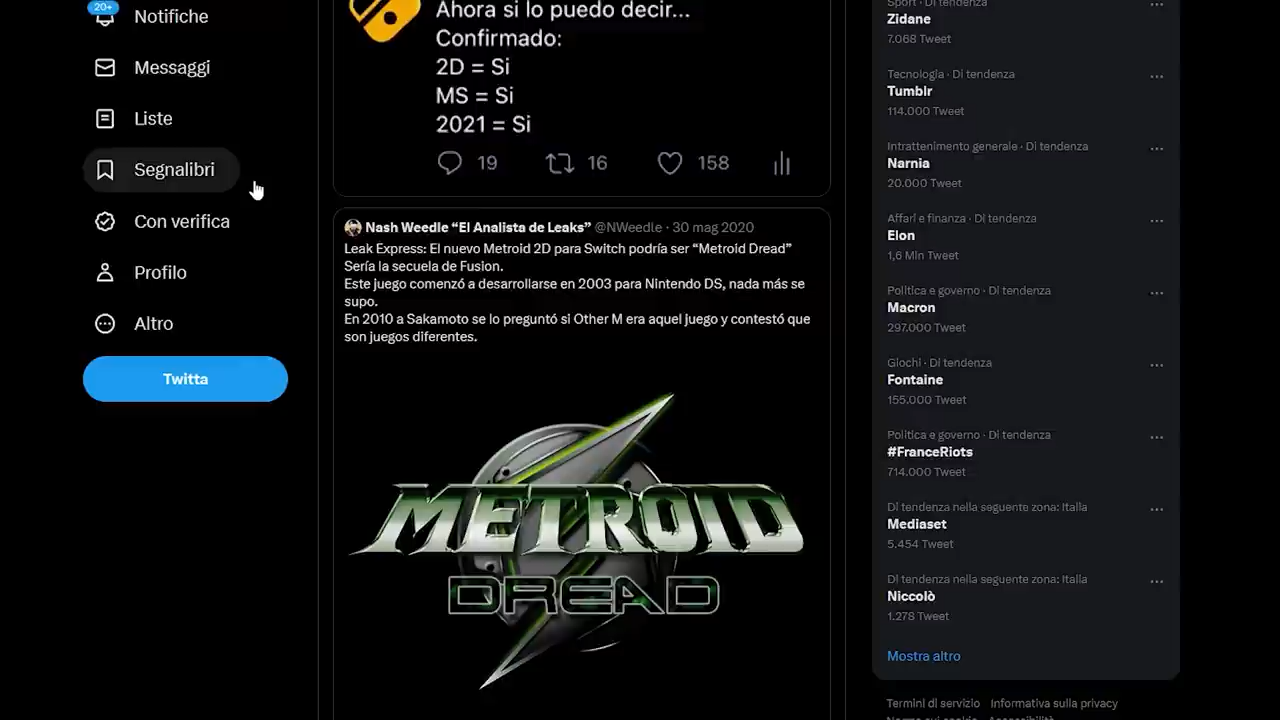 20+
Notifiche
Messaggi
Liste
Segnalibri
Con verifica
Profilo
Altro
Twitta
Ahora si lo puedo decir...
Confirmado:
2D = Si
MS = Si
2021 = Si
19 16 158
Nash Weedle “El Analista de Leaks” @NWeedle · 30 mag 2020
Leak Express: El nuevo Metroid 2D para Switch podría ser “Metroid Dread”
Sería la secuela de Fusion.
Este juego comenzó a desarrollarse en 2003 para Nintendo DS, nada más se
supo.
En 2010 a Sakamoto se lo preguntó si Other M era aquel juego y contestó que
son juegos diferentes.
METROID
DREAD
Sport · Di tendenza
Zidane
7.068 Tweet
Tecnologia · Di tendenza
Tumblr
114.000 Tweet
Intrattenimento generale · Di tendenza
Narnia
20.000 Tweet
Affari e finanza · Di tendenza
Elon
1,6 Mln Tweet
Politica e governo · Di tendenza
Macron
297.000 Tweet
Giochi · Di tendenza
Fontaine
155.000 Tweet
Politica e governo · Di tendenza
#FranceRiots
714.000 Tweet
Di tendenza nella seguente zona: Italia
Mediaset
5.454 Tweet
Di tendenza nella seguente zona: Italia
Niccolò
1.278 Tweet
Mostra altro
Termini di servizio Informativa sulla privacy